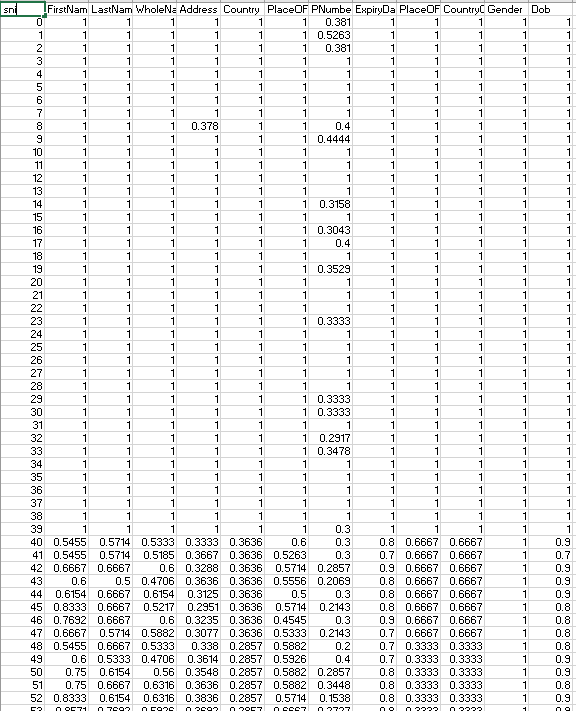 sni FirstNam LastNam WholeNa Address Country PlaceOF PNumbe ExpiryDa PlaceOF CountryC Gender Dob
0 1 1 1 1 1 1 0.381 1 1 1 1 1
1 1 1 1 1 1 1 0.5263 1 1 1 1 1
2 1 1 1 1 1 1 0.381 1 1 1 1 1
3 1 1 1 1 1 1 1 1 1 1 1 1
4 1 1 1 1 1 1 1 1 1 1 1 1
5 1 1 1 1 1 1 1 1 1 1 1 1
6 1 1 1 1 1 1 1 1 1 1 1 1
7 1 1 1 1 1 1 1 1 1 1 1 1
8 1 1 1 0.378 1 1 0.4 1 1 1 1 1
9 1 1 1 1 1 1 0.4444 1 1 1 1 1
10 1 1 1 1 1 1 1 1 1 1 1 1
11 1 1 1 1 1 1 1 1 1 1 1 1
12 1 1 1 1 1 1 1 1 1 1 1 1
13 1 1 1 1 1 1 1 1 1 1 1 1
14 1 1 1 1 1 1 0.3158 1 1 1 1 1
15 1 1 1 1 1 1 1 1 1 1 1 1
16 1 1 1 1 1 1 0.3043 1 1 1 1 1
17 1 1 1 1 1 1 0.4 1 1 1 1 1
18 1 1 1 1 1 1 1 1 1 1 1 1
19 1 1 1 1 1 1 0.3529 1 1 1 1 1
20 1 1 1 1 1 1 1 1 1 1 1 1
21 1 1 1 1 1 1 1 1 1 1 1 1
22 1 1 1 1 1 1 1 1 1 1 1 1
23 1 1 1 1 1 1 0.3333 1 1 1 1 1
24 1 1 1 1 1 1 1 1 1 1 1 1
25 1 1 1 1 1 1 1 1 1 1 1 1
26 1 1 1 1 1 1 1 1 1 1 1 1
27 1 1 1 1 1 1 1 1 1 1 1 1
28 1 1 1 1 1 1 1 1 1 1 1 1
29 1 1 1 1 1 1 0.3333 1 1 1 1 1
30 1 1 1 1 1 1 0.3333 1 1 1 1 1
31 1 1 1 1 1 1 1 1 1 1 1 1
32 1 1 1 1 1 1 0.2917 1 1 1 1 1
33 1 1 1 1 1 1 0.3478 1 1 1 1 1
34 1 1 1 1 1 1 1 1 1 1 1 1
35 1 1 1 1 1 1 1 1 1 1 1 1
36 1 1 1 1 1 1 1 1 1 1 1 1
37 1 1 1 1 1 1 1 1 1 1 1 1
38 1 1 1 1 1 1 1 1 1 1 1 1
39 1 1 1 1 1 1 0.3 1 1 1 1 1
40 0.5455 0.5714 0.5333 0.3333 0.3636 0.6 0.3 0.8 0.6667 0.6667 1 0.9
41 0.5455 0.5714 0.5185 0.3667 0.3636 0.5263 0.3 0.7 0.6667 0.6667 1 0.7
42 0.6667 0.6667 0.6 0.3288 0.3636 0.5714 0.2857 0.9 0.6667 0.6667 1 0.9
43 0.6 0.5 0.4706 0.3636 0.3636 0.5556 0.2069 0.8 0.6667 0.6667 1 0.9
44 0.6154 0.6667 0.6154 0.3125 0.3636 0.5 0.3 0.8 0.6667 0.6667 1 0.9
45 0.8333 0.6667 0.5217 0.2951 0.3636 0.5714 0.2143 0.8 0.6667 0.6667 1 0.8
46 0.7692 0.6667 0.6 0.3235 0.3636 0.4545 0.3 0.9 0.6667 0.6667 1 0.8
47 0.6667 0.5714 0.5882 0.3077 0.3636 0.5333 0.2143 0.7 0.6667 0.6667 1 0.8
48 0.5455 0.6667 0.5333 0.338 0.2857 0.5882 0.2 0.7 0.3333 0.3333 1 0.8
49 0.6 0.5333 0.4706 0.3614 0.2857 0.5926 0.4 0.7 0.3333 0.3333 1 0.9
50 0.75 0.6154 0.56 0.3548 0.2857 0.5882 0.2857 0.8 0.3333 0.3333 1 0.9
51 0.75 0.6667 0.6316 0.3636 0.2857 0.5882 0.3448 0.8 0.3333 0.3333 1 0.8
52 0.8333 0.6154 0.6316 0.3836 0.2857 0.5714 0.1538 0.8 0.3333 0.3333 1 0.9